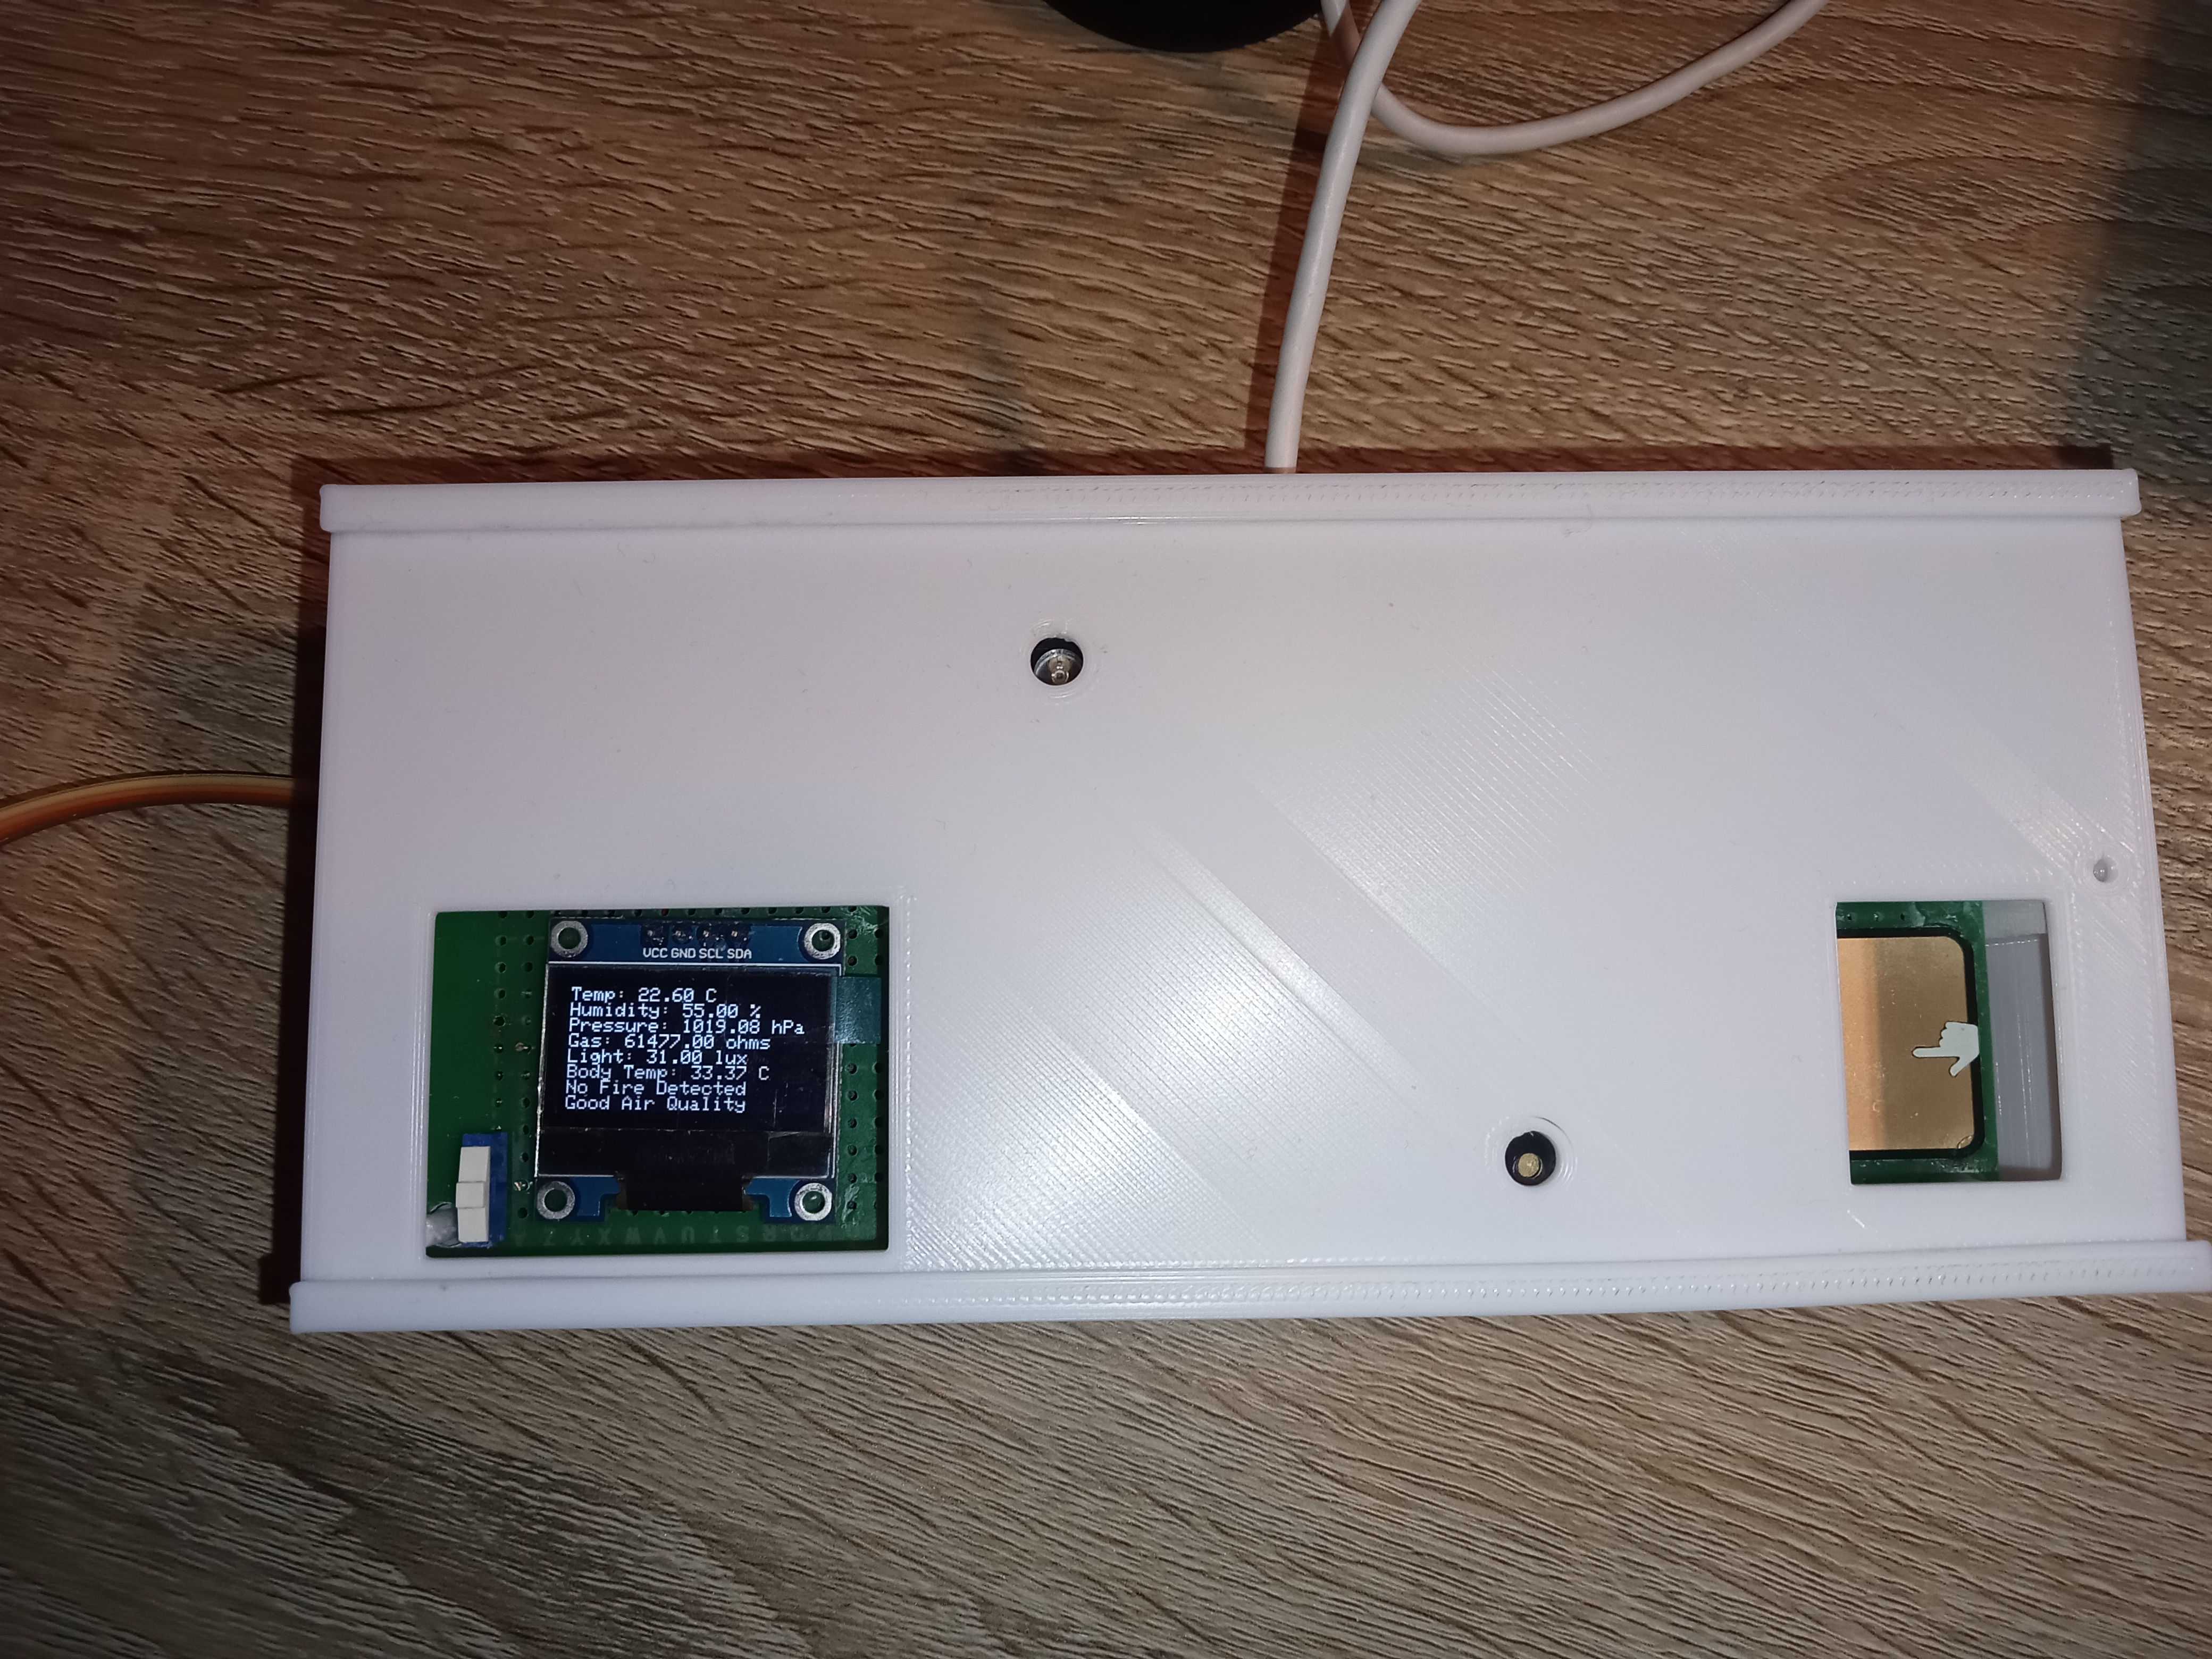 VCC GND SCL SDA
Temp: 22.60 C
Humidity: 55.00 %
Pressure: 1019.08 hPa
Gas: 61477.00 ohms
Light: 31.00 lux
Body Temp: 33.37 C
No Fire Detected
Good Air Quality